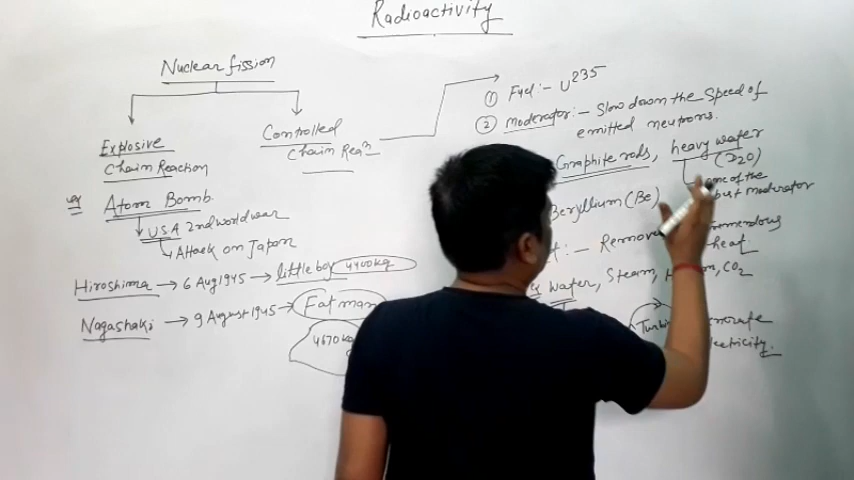 Radioactivity
Nuclear fission
Explosive
Chain Reaction
eg Atom Bomb.
USA 2nd world war
Attack on Japan
Hiroshima → 6 Aug 1945 → little boy 4400kg
Nagashaki → 9 August 1945 → Fat man
4670kg
Controlled
Chain Reaⁿ
① Fuel :- U235
② Moderator :- Slow down the Speed of
emitted neutrons.
Graphite rods, heavy water
(D2O)
one of the
best moderator
Beryllium (Be)
:- Remove
heat.
eg water, Steam, CO2
Turbine